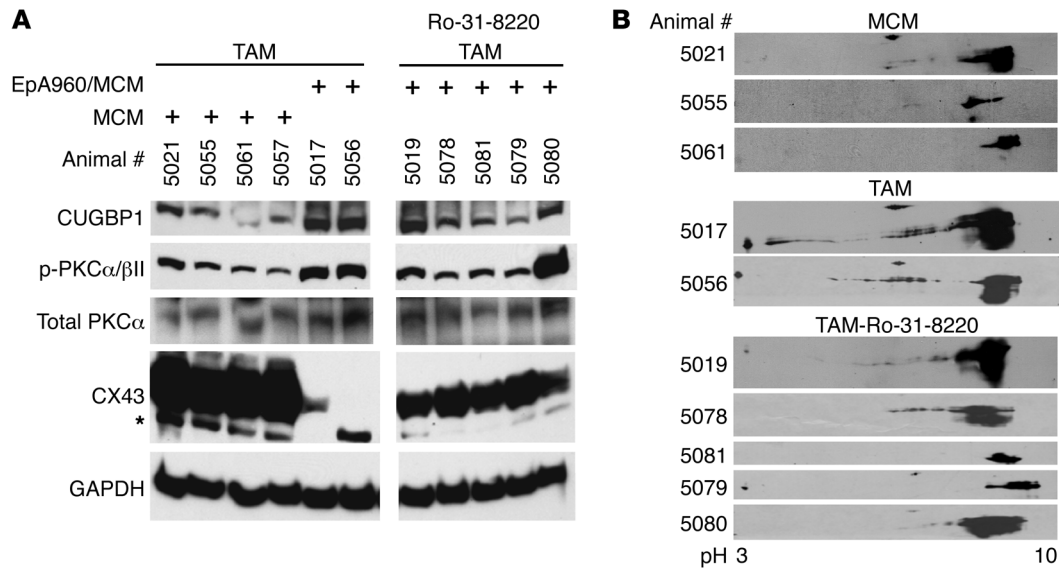 A
Ro-31-8220
TAM TAM
EpA960/MCM + + + + + + +
MCM + + + +
Animal # 5021 5055 5061 5057 5017 5056 5019 5078 5081 5079 5080
CUGBP1
p-PKCα/βII
Total PKCα
CX43
*
GAPDH
B
Animal # MCM
5021
5055
5061
TAM
5017
5056
TAM-Ro-31-8220
5019
5078
5081
5079
5080
pH 3 10